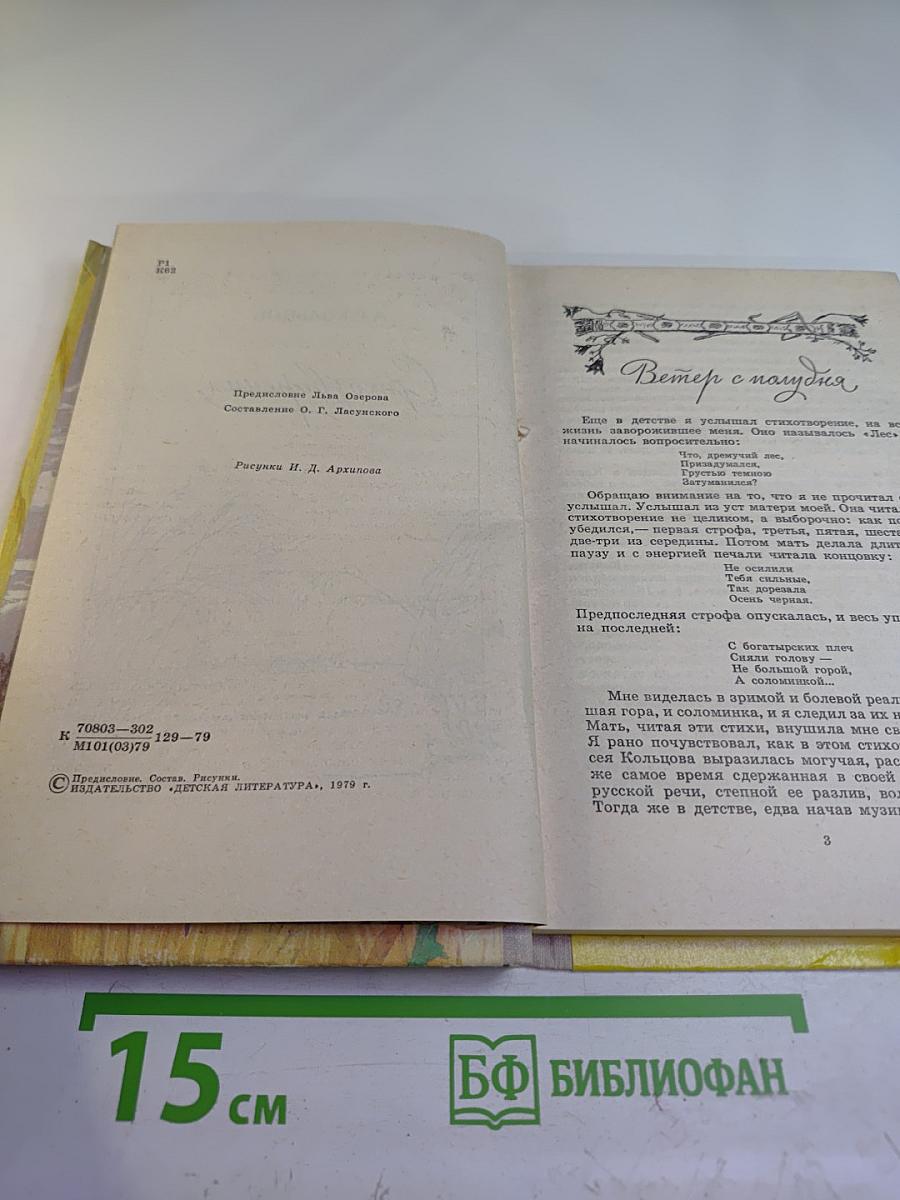 Р1
К62
Предисловие Льва Озерова
Составление О. Г. Ласунского
Рисунки И. Д. Архипова
К 70803—302 129—79
М101(03)79
© Предисловие. Состав. Рисунки.
ИЗДАТЕЛЬСТВО «ДЕТСКАЯ ЛИТЕРАТУРА», 1979 г.
Ветер с полудня
Еще в детстве я услышал стихотворение, на вс
жизнь заворожившее меня. Оно называлось «Лес»
начиналось вопросительно:
Что, дремучий лес,
Призадумался,
Грустью темною
Затуманился?
Обращаю внимание на то, что я не прочитал
услышал. Услышал из уст матери моей. Она читал
стихотворение не целиком, а выборочно: как по
убедился,— первая строфа, третья, пятая, шеста
две-три из середины. Потом мать делала длит
паузу и с энергией печали читала концовку:
Не осилили
Тебя сильные,
Так дорезала
Осень черная.
Предпоследняя строфа опускалась, и весь уп
на последней:
С богатырских плеч
Сняли голову —
Не большой горой,
А соломинкой...
Мне виделась в зримой и болевой реал
шая гора, и соломинка, и я следил за их н
Мать, читая эти стихи, внушила мне св
Я рано почувствовал, как в этом стихо
сея Кольцова выразилась могучая, рас
же самое время сдержанная в своей
русской речи, степной ее разлив, вол
Тогда же в детстве, едва начав музи
3
15 см
БФ БИБЛИОФАН